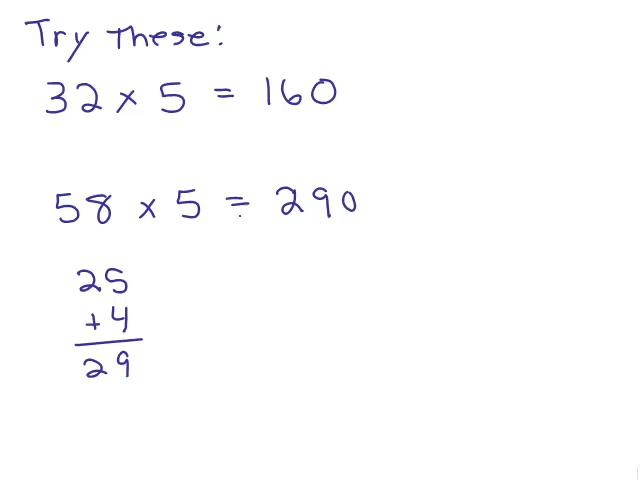 Try These:
32 x 5 = 160
58 x 5 = 290
25
+4
29